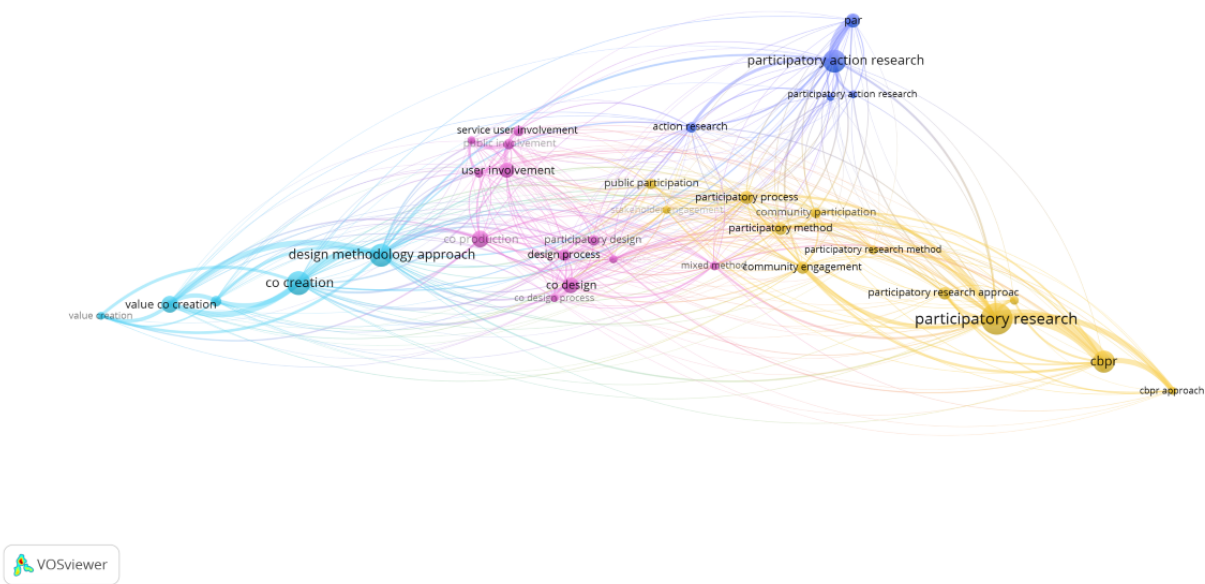 par
participatory action research
participatory action research
action research
service user involvement
public involvement
user involvement
public participation
participatory process
stakeholder engagement
community participation
participatory method
co production
participatory design
participatory research method
design methodology approach
design process
mixed method
community engagement
co creation
co design
participatory research approac
co design process
value co creation
value creation
participatory research
cbpr
cbpr approach
VOSviewer